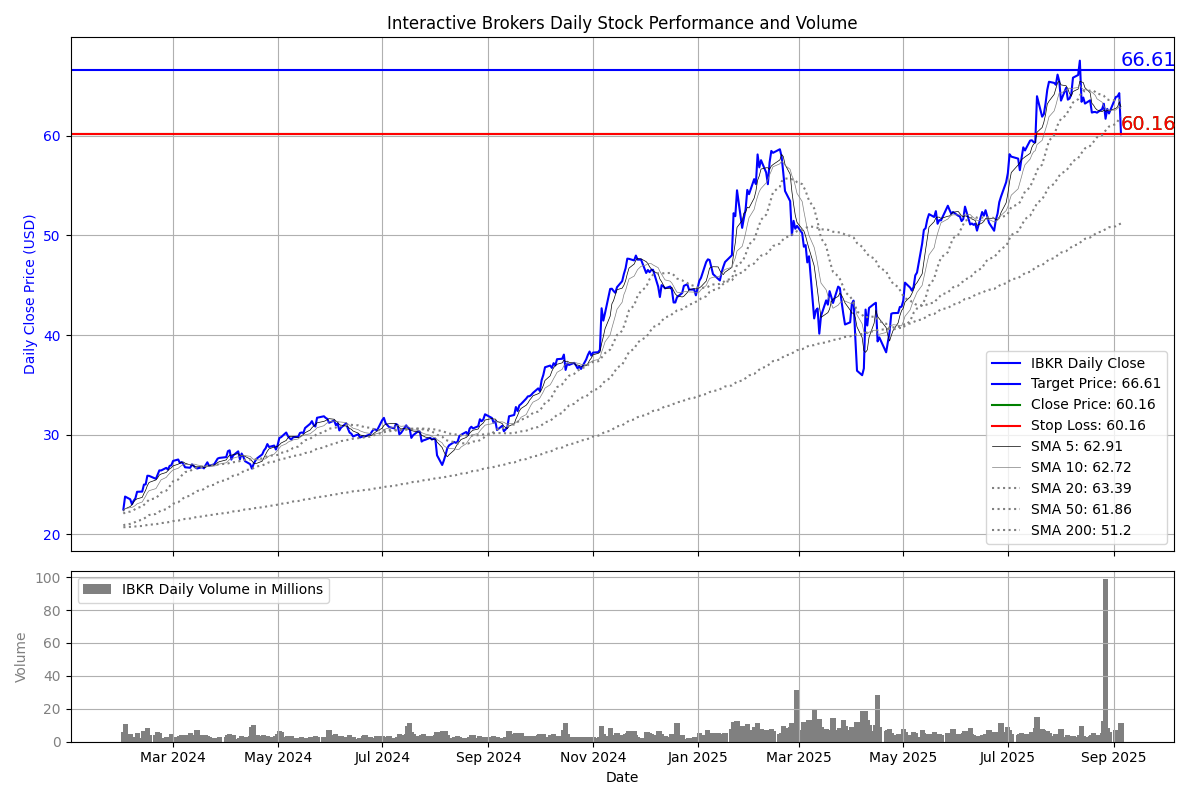 Interactive Brokers Daily Stock Performance and Volume
66.61
60.16
Daily Close Price (USD)
60
50
40
30
20
IBKR Daily Close
Target Price: 66.61
Close Price: 60.16
Stop Loss: 60.16
SMA 5: 62.91
SMA 10: 62.72
SMA 20: 63.39
SMA 50: 61.86
SMA 200: 51.2
IBKR Daily Volume in Millions
Volume
100
80
60
40
20
0
Mar 2024
May 2024
Jul 2024
Sep 2024
Nov 2024
Jan 2025
Mar 2025
May 2025
Jul 2025
Sep 2025
Date